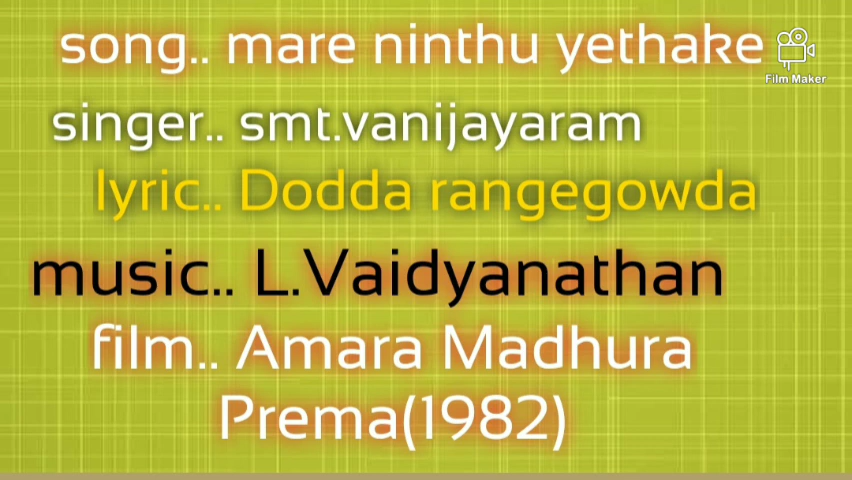 song.. mare ninthu yethake
Film Maker
singer.. smt.vanijayaram
lyric.. Dodda rangegowda
music.. L.Vaidyanathan
film.. Amara Madhura
Prema(1982)